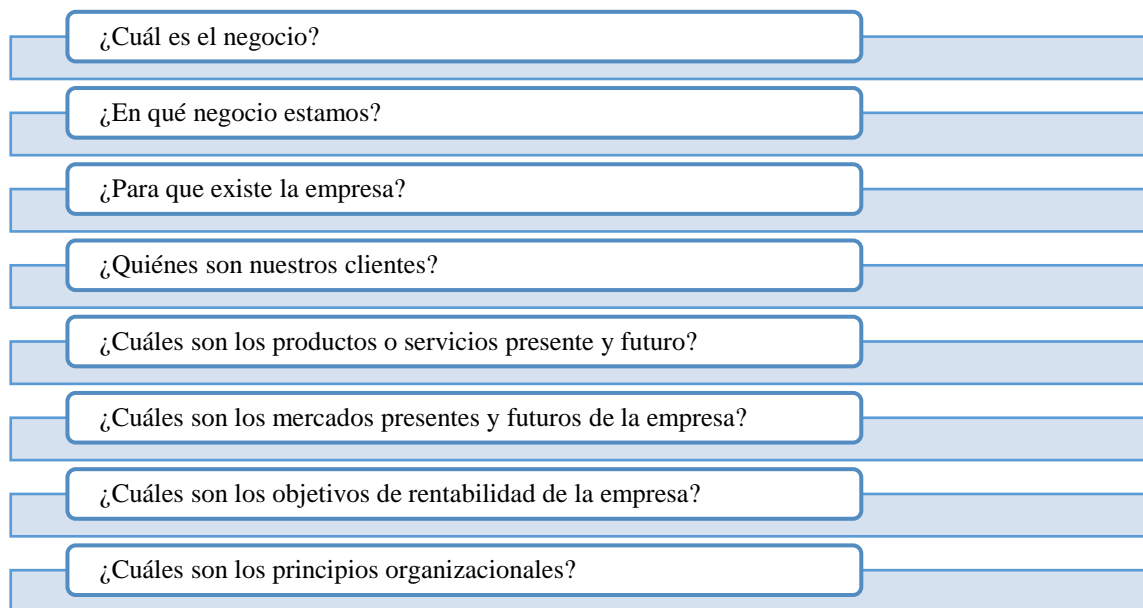 ¿Cuál es el negocio?
¿En qué negocio estamos?
¿Para que existe la empresa?
¿Quiénes son nuestros clientes?
¿Cuáles son los productos o servicios presente y futuro?
¿Cuáles son los mercados presentes y futuros de la empresa?
¿Cuáles son los objetivos de rentabilidad de la empresa?
¿Cuáles son los principios organizacionales?